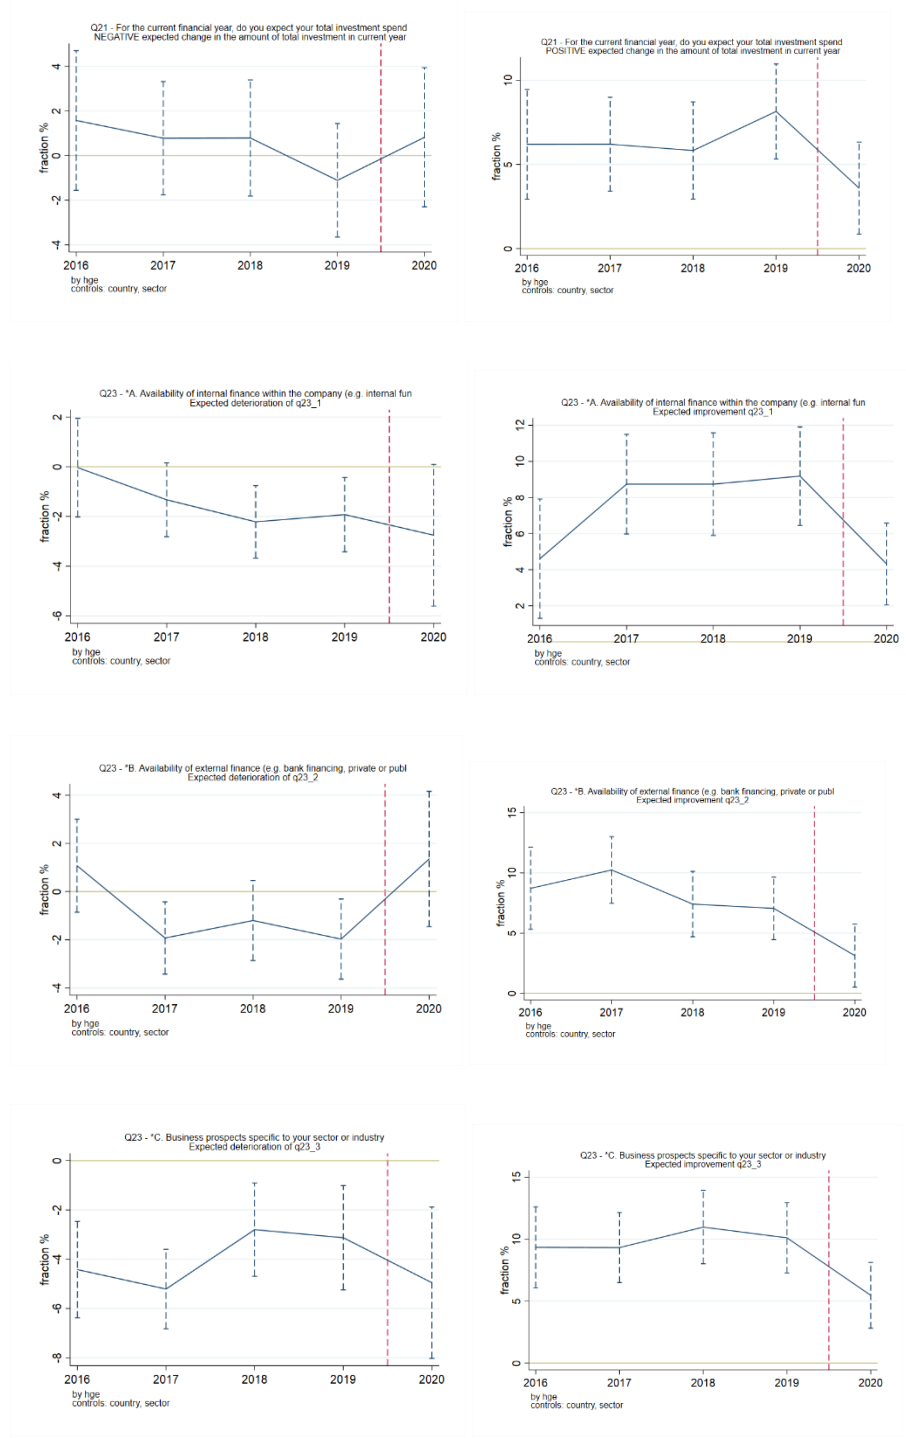 Q21 - For the current financial year, do you expect your total investment spend
NEGATIVE expected change in the amount of total investment in current year
fraction %
4
2
0
-2
-4
2016 2017 2018 2019 2020
by hge
controls: country, sector
Q21 - For the current financial year, do you expect your total investment spend
POSITIVE expected change in the amount of total investment in current year
fraction %
10
5
0
2016 2017 2018 2019 2020
by hge
controls: country, sector
Q23 - *A. Availability of internal finance within the company (e.g. internal fun
Expected deterioration of q23_1
fraction %
2
0
-2
-4
-6
2016 2017 2018 2019 2020
by hge
controls: country, sector
Q23 - *A. Availability of internal finance within the company (e.g. internal fun
Expected improvement q23_1
fraction %
12
10
8
6
4
2
2016 2017 2018 2019 2020
by hge
controls: country, sector
Q23 - *B. Availability of external finance (e.g. bank financing, private or publ
Expected deterioration of q23_2
fraction %
4
2
0
-2
-4
2016 2017 2018 2019 2020
by hge
controls: country, sector
Q23 - *B. Availability of external finance (e.g. bank financing, private or publ
Expected improvement q23_2
fraction %
15
10
5
0
2016 2017 2018 2019 2020
by hge
controls: country, sector
Q23 - *C. Business prospects specific to your sector or industry
Expected deterioration of q23_3
fraction %
0
-2
-4
-6
-8
2016 2017 2018 2019 2020
by hge
controls: country, sector
Q23 - *C. Business prospects specific to your sector or industry
Expected improvement q23_3
fraction %
15
10
5
0
2016 2017 2018 2019 2020
by hge
controls: country, sector